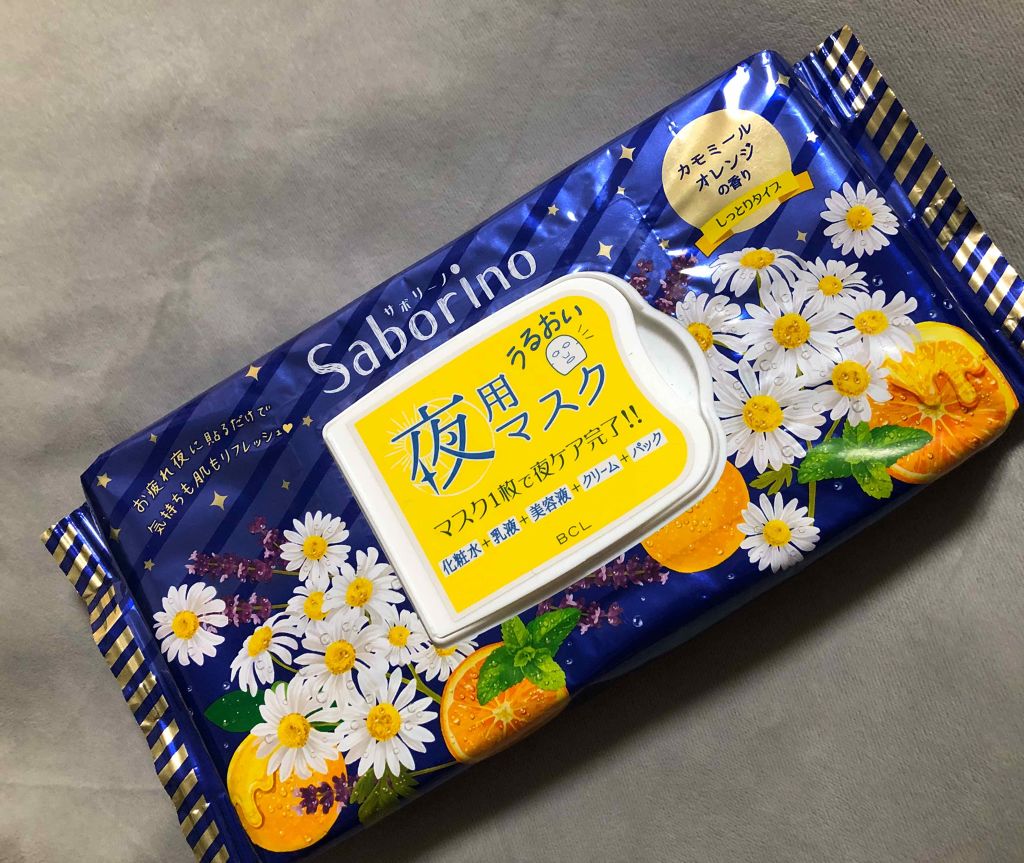 カモミール
オレンジ
の香り
しっとりタイプ
サボリーノ
Saborino
お疲れ夜に貼るだけで
気持ちも肌もリフレッシュ♥
うるおい
夜用
マスク
マスク1枚で夜ケア完了!!
化粧水+乳液+美容液+クリーム+パック
BCL